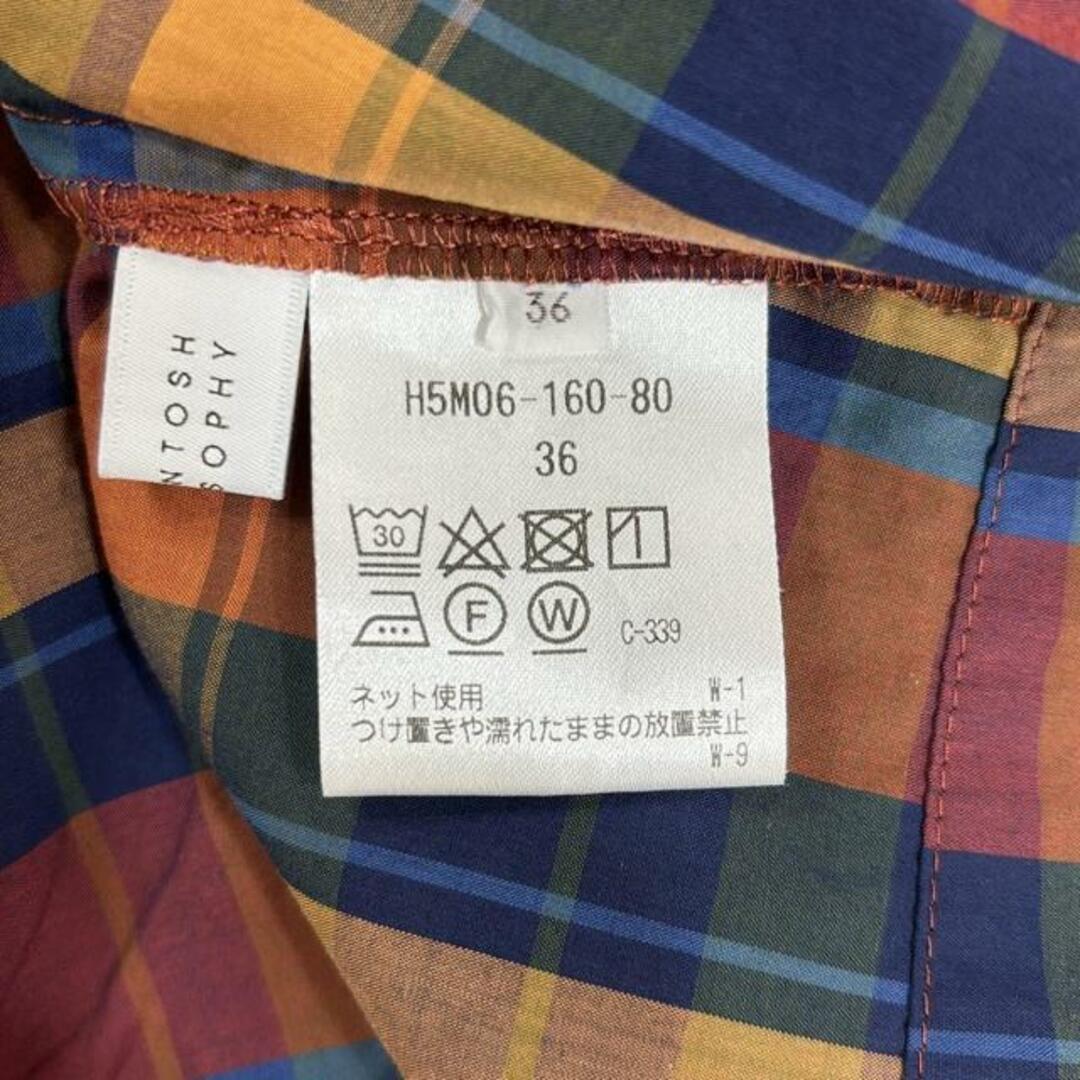 NTOSH
SOPHY
36
H5M06-160-80
36
30
F
W
C-339
ネット使用
W-1
つけ置きや濡れたままの放置禁止
W-9